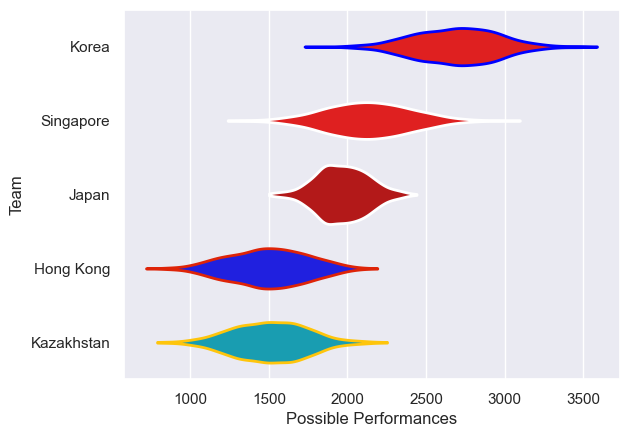 Korea
Singapore
Japan
Hong Kong
Kazakhstan
Team
1000 1500 2000 2500 3000 3500
Possible Performances